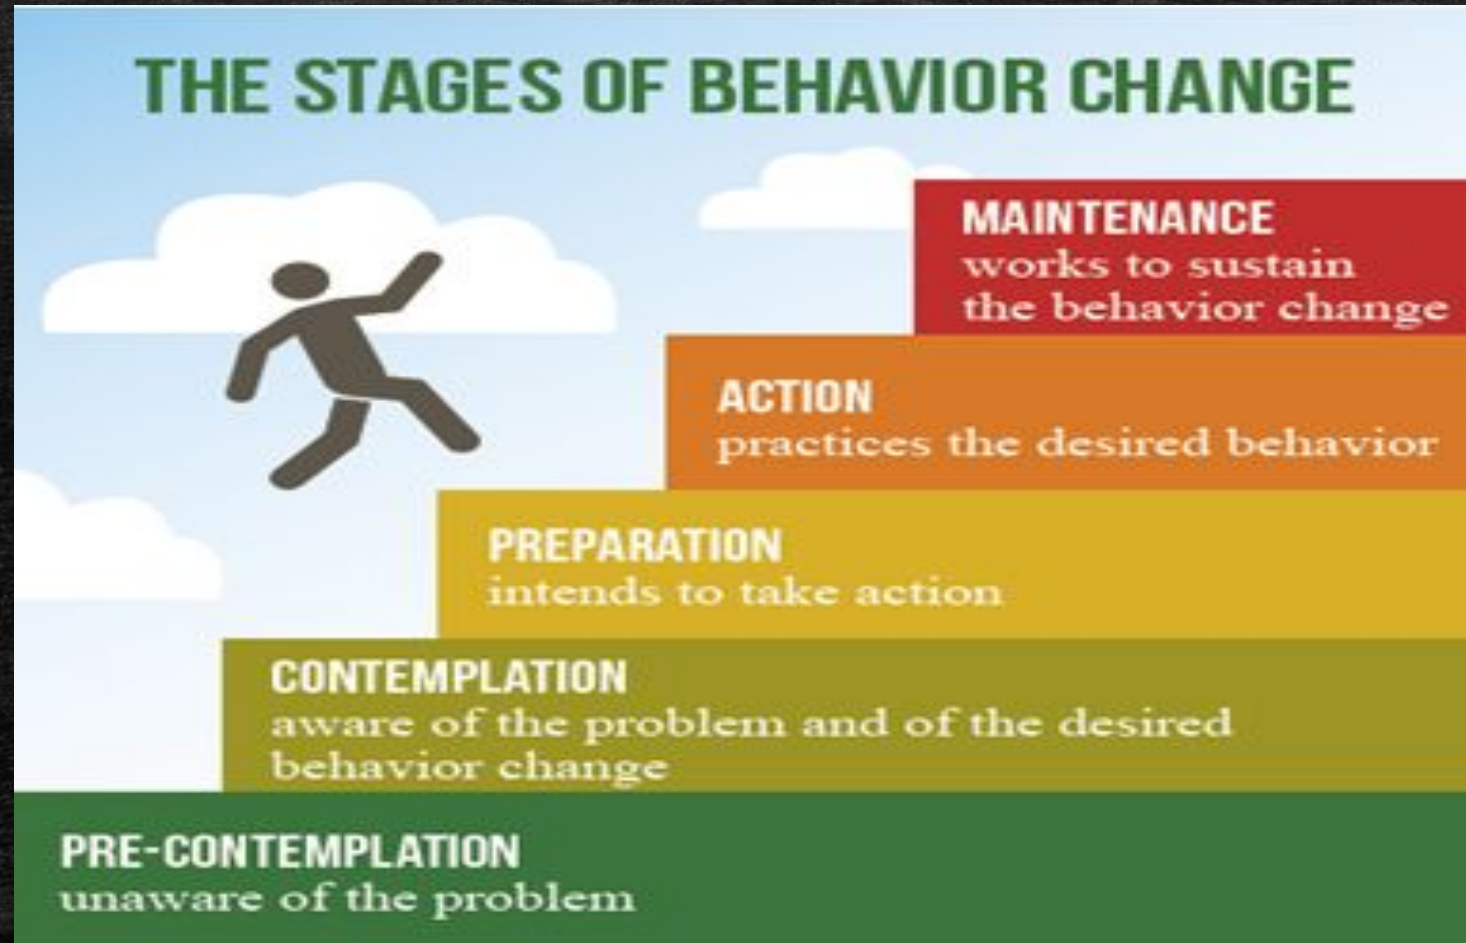 THE STAGES OF BEHAVIOR CHANGE
MAINTENANCE
works to sustain
the behavior change
ACTION
practices the desired behavior
PREPARATION
intends to take action
CONTEMPLATION
aware of the problem and of the desired
behavior change
PRE-CONTEMPLATION
unaware of the problem